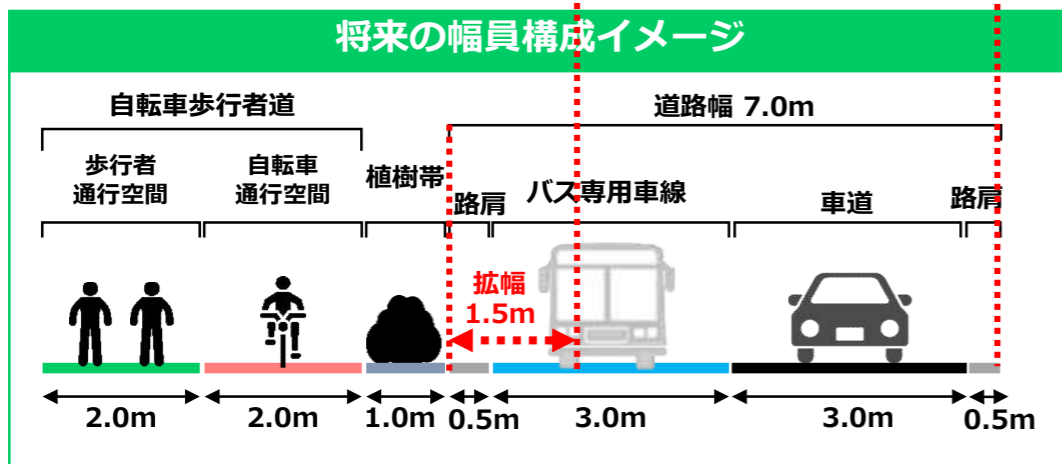 将来の幅員構成イメージ
自転車歩行者道
道路幅 7.0m
歩行者
通行空間
自転車
通行空間
植樹帯
路肩
バス専用車線
車道
路肩
拡幅
1.5m
2.0m
2.0m
1.0m
0.5m
3.0m
3.0m
0.5m